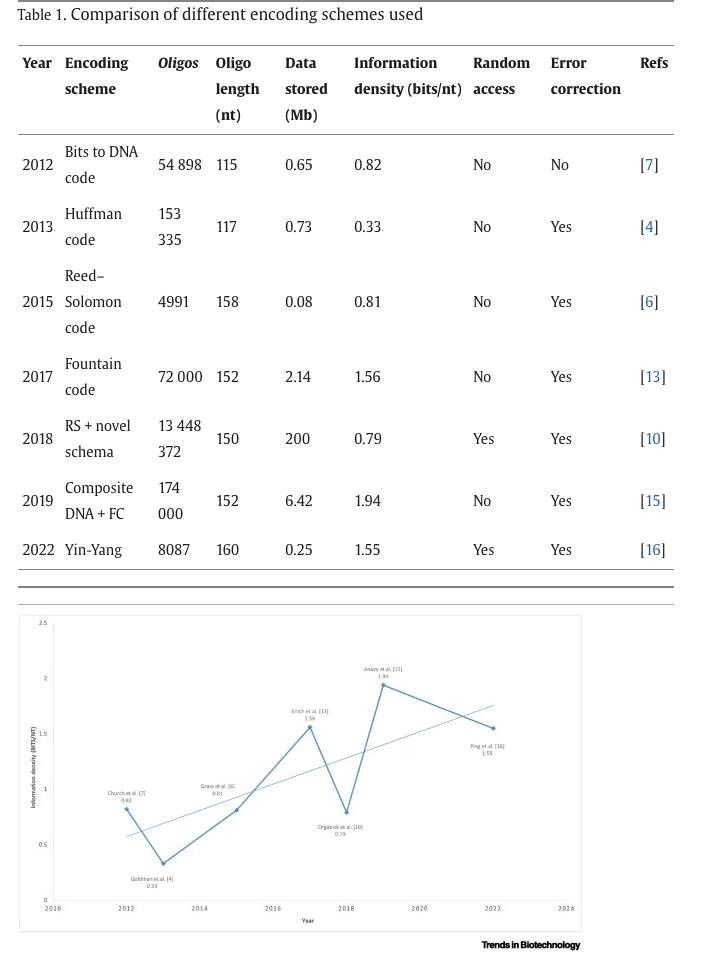 Table 1. Comparison of different encoding schemes used
Year Encoding scheme Oligos Oligo length (nt) Data stored (Mb) Information density (bits/nt) Random access Error correction Refs
2012 Bits to DNA code 54 898 115 0.65 0.82 No No [7]
2013 Huffman code 153 335 117 0.73 0.33 No Yes [4]
2015 Reed–Solomon code 4991 158 0.08 0.81 No Yes [6]
2017 Fountain code 72 000 152 2.14 1.56 No Yes [13]
2018 RS + novel schema 13 448 372 150 200 0.79 Yes Yes [10]
2019 Composite DNA + FC 174 000 152 6.42 1.94 No Yes [15]
2022 Yin-Yang 8087 160 0.25 1.55 Yes Yes [16]
2.5
2
1.5
1
0.5
0
Information density (BITS/NT)
Church et al. [7]
0.82
Goldman et al. [4]
0.33
Grass et al. [6]
0.81
Erlich et al. [13]
1.56
Organick et al. [10]
0.79
Anavy et al. [15]
1.94
Ping et al. [16]
1.55
2010 2012 2014 2016 2018 2020 2022 2024
Year
Trends in Biotechnology